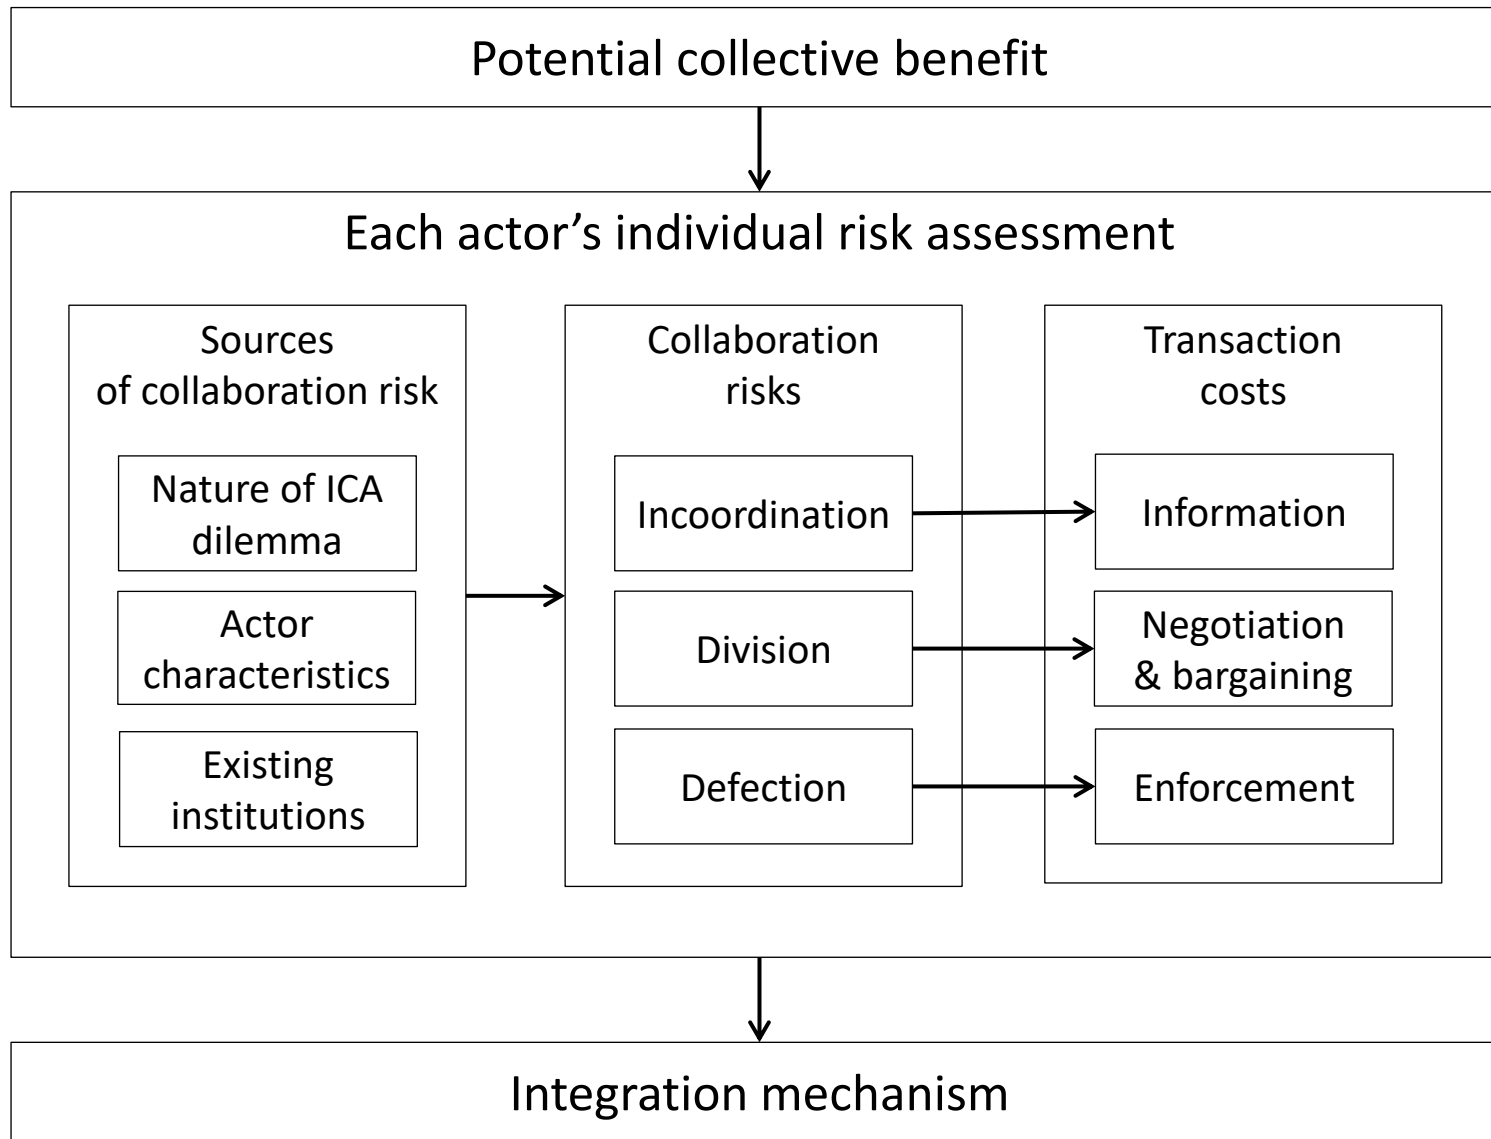 Potential collective benefit
Each actor’s individual risk assessment
Sources
of collaboration risk
Nature of ICA
dilemma
Actor
characteristics
Existing
institutions
Collaboration
risks
Incoordination
Division
Defection
Transaction
costs
Information
Negotiation
& bargaining
Enforcement
Integration mechanism